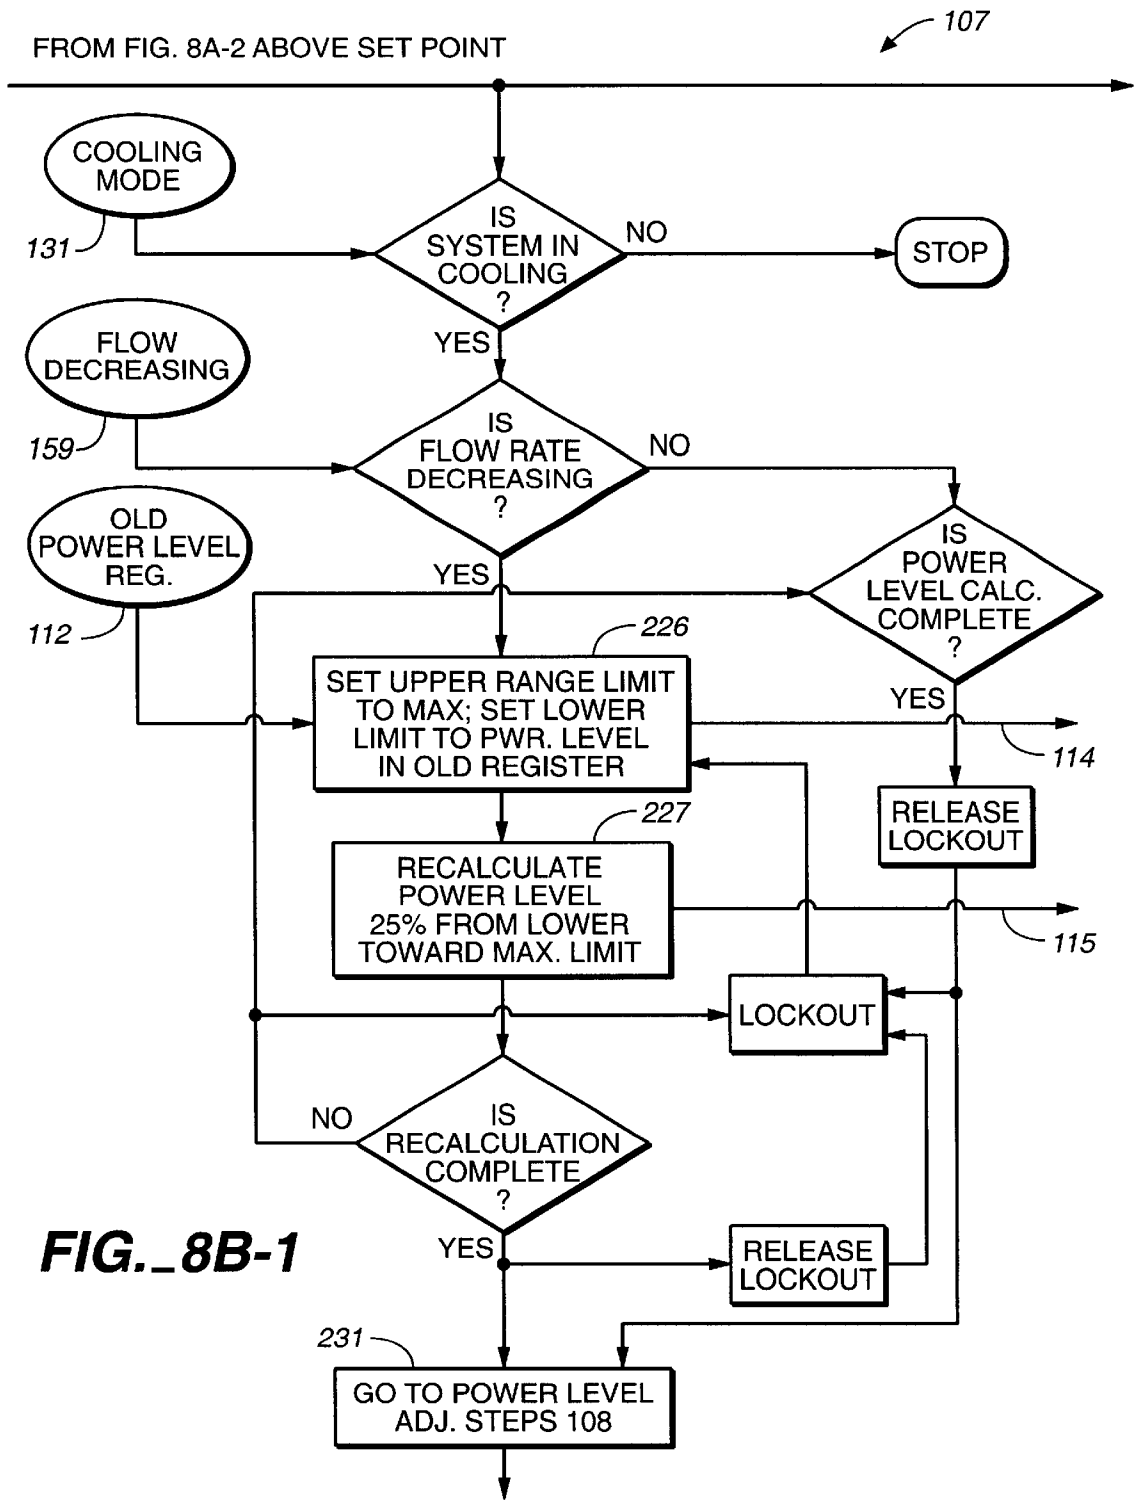 107
FROM FIG. 8A-2 ABOVE SET POINT
COOLING
MODE
131
IS
SYSTEM IN
COOLING
?
NO
STOP
YES
FLOW
DECREASING
159
IS
FLOW RATE
DECREASING
?
NO
OLD
POWER LEVEL
REG.
112
YES
IS
POWER
LEVEL CALC.
COMPLETE
?
226
SET UPPER RANGE LIMIT
TO MAX; SET LOWER
LIMIT TO PWR. LEVEL
IN OLD REGISTER
YES
114
RELEASE
LOCKOUT
227
RECALCULATE
POWER LEVEL
25% FROM LOWER
TOWARD MAX. LIMIT
115
LOCKOUT
NO
IS
RECALCULATION
COMPLETE
?
YES
RELEASE
LOCKOUT
FIG._8B-1
231
GO TO POWER LEVEL
ADJ. STEPS 108